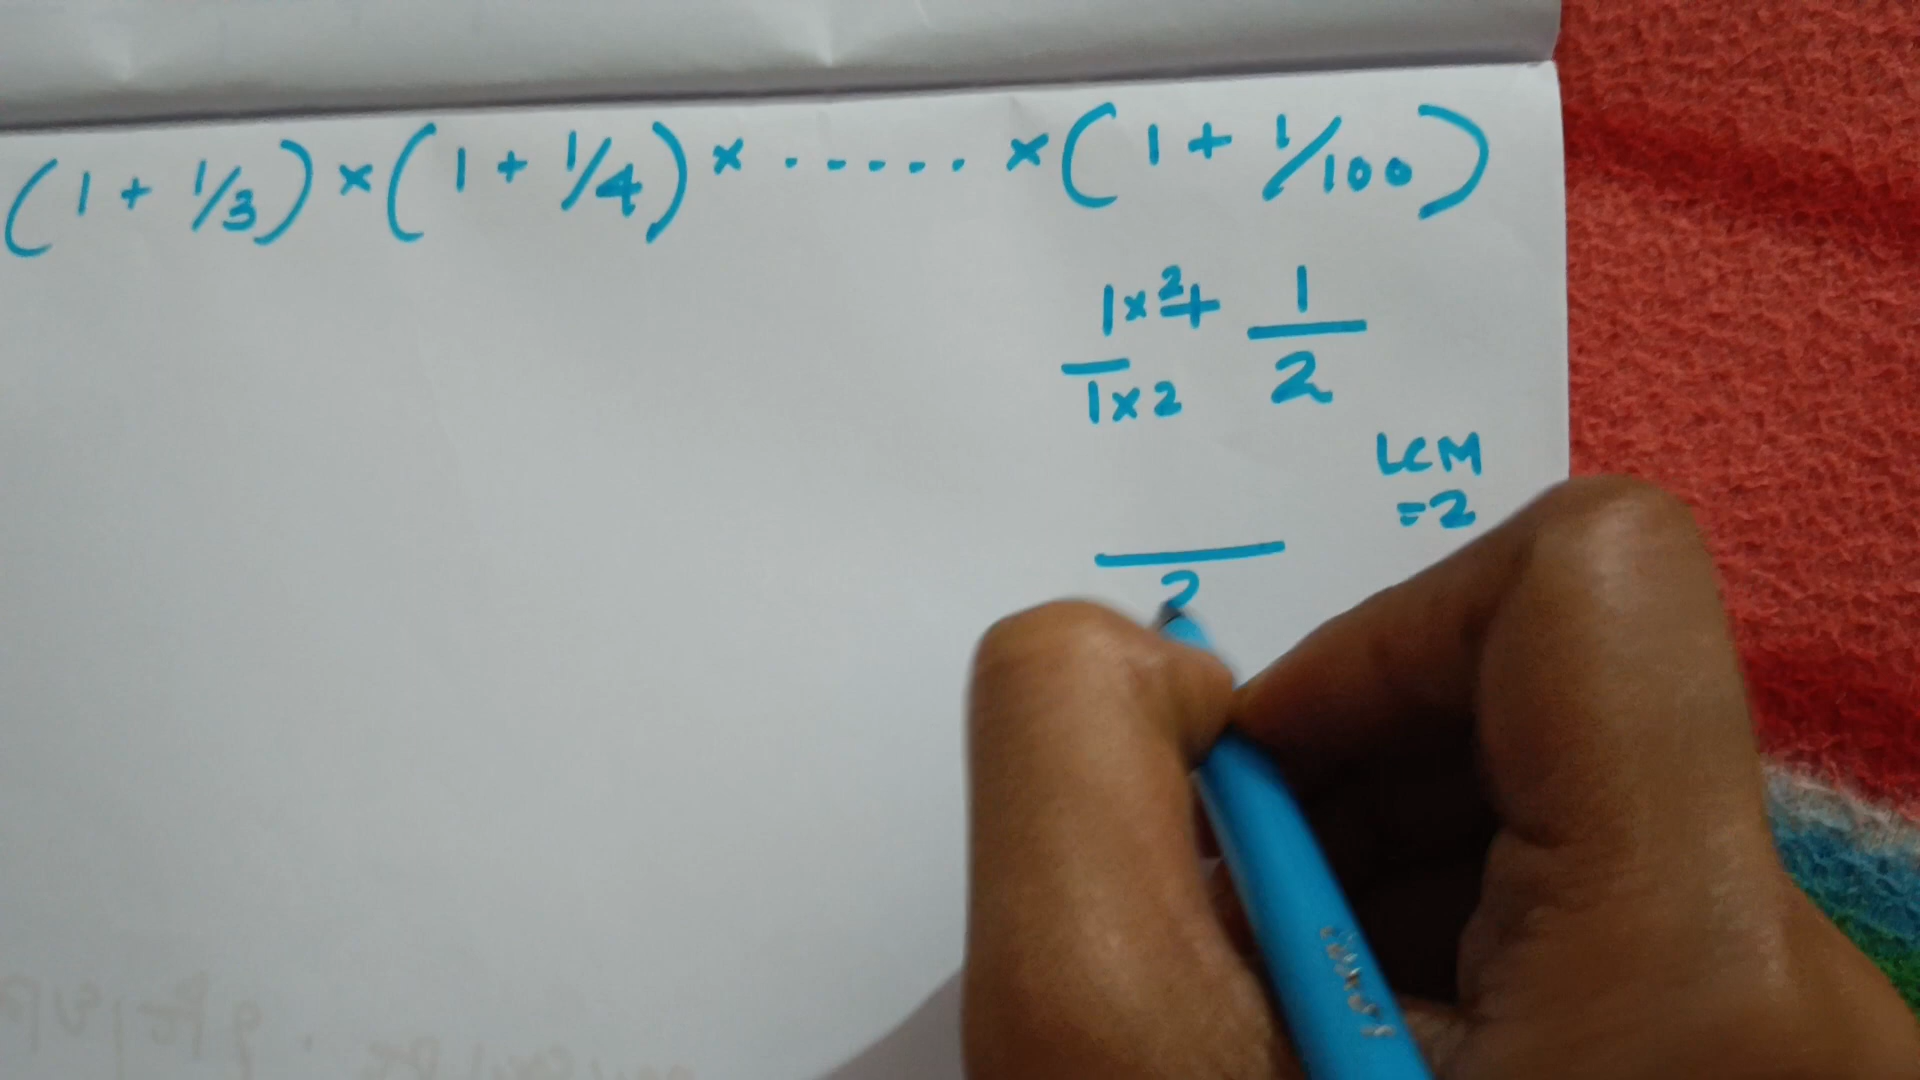 (1 + 1/3) × (1 + 1/4) × ..... × (1 + 1/100)
1×2 + 1
1×2 2
LCM
=2
2